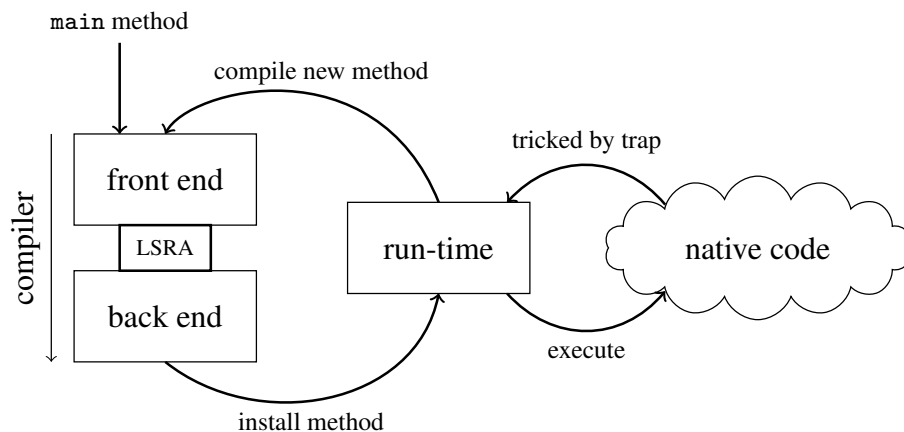 main method
compile new method
tricked by trap
compiler
front end
LSRA
run-time
native code
back end
execute
install method